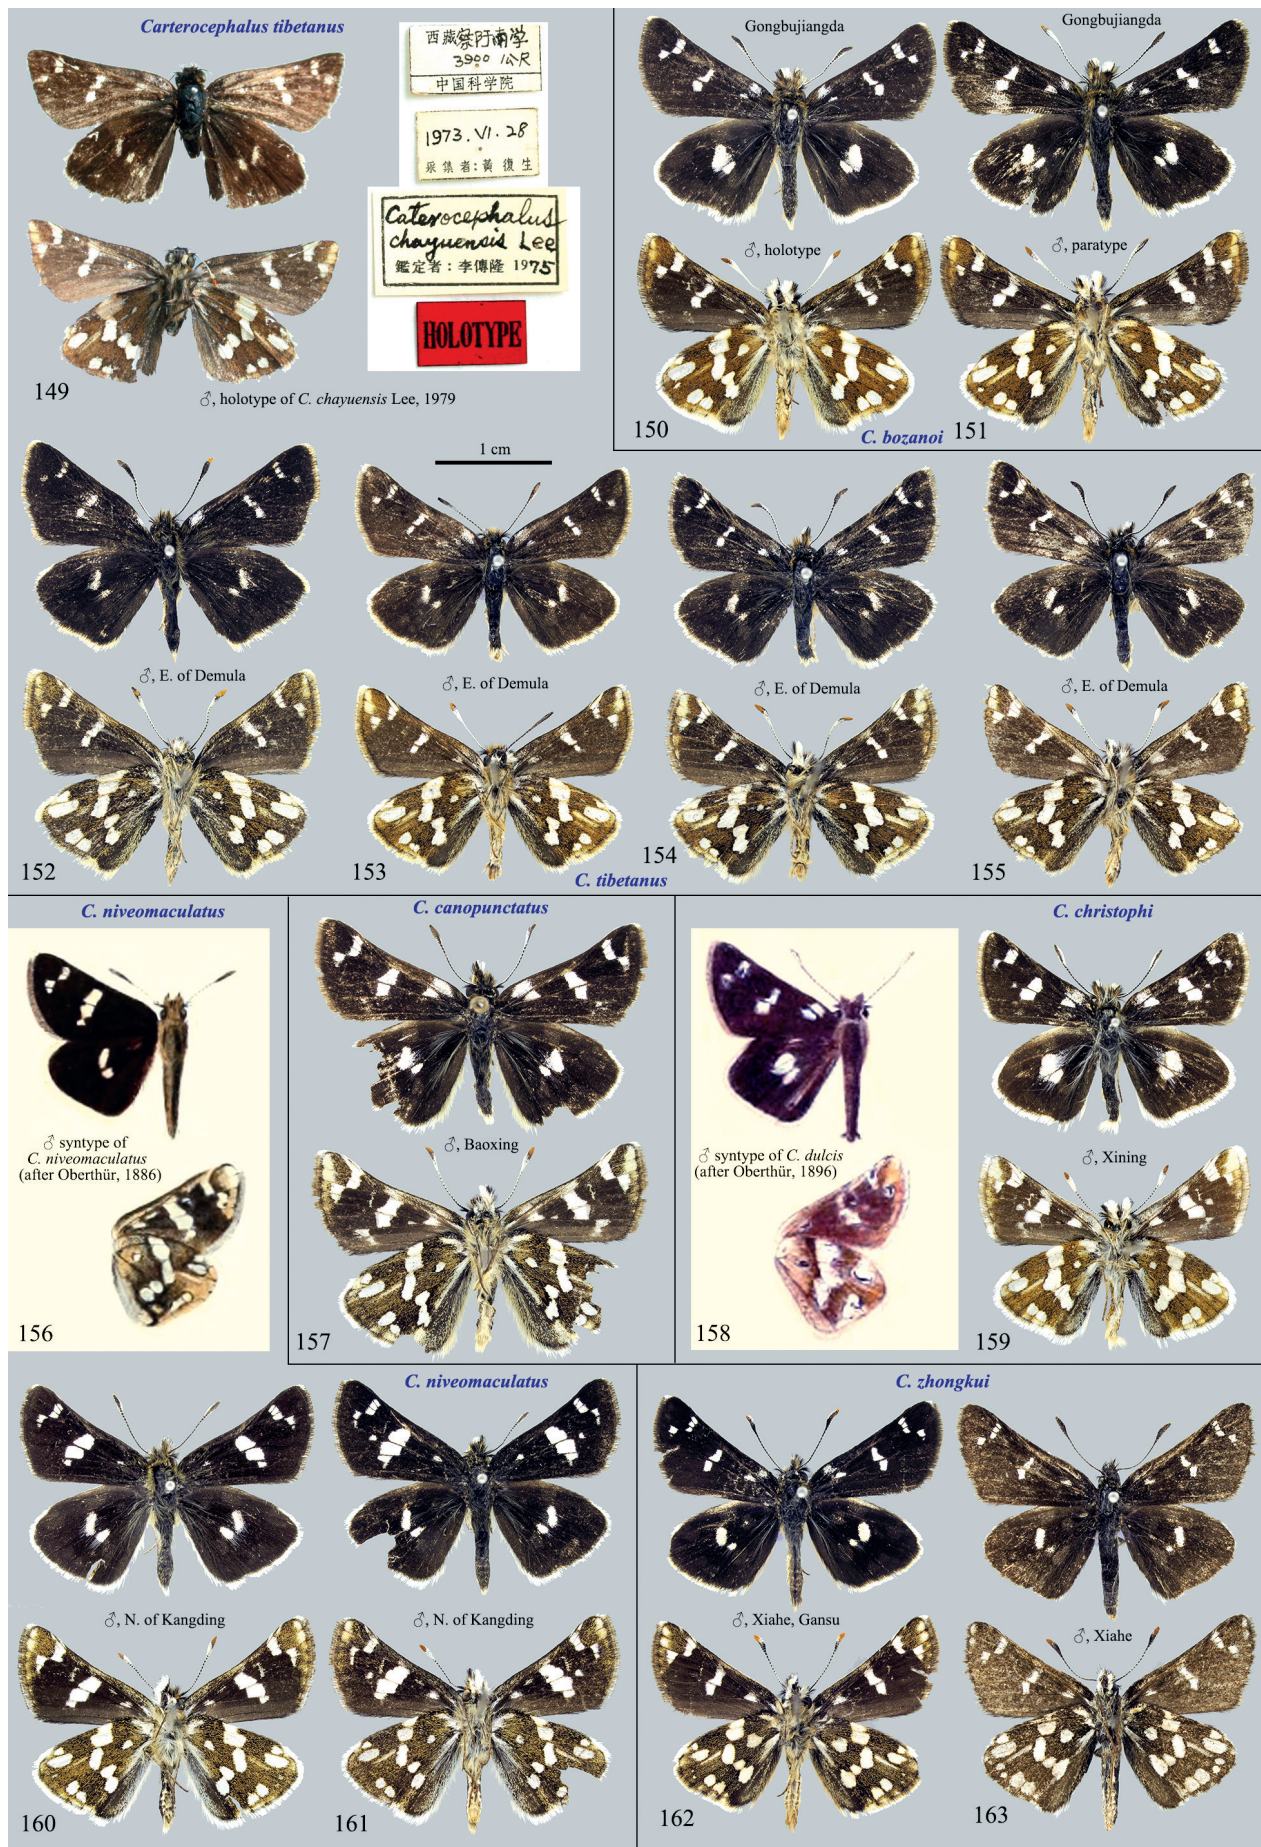 Carterocephalus tibetanus
西藏察阿南学
3900 公尺
中国科学院
1973. VI. 28
采集者:黃復生
Caterocephalus
chayuensis Lee
鑑定者:李傳隆 1975
HOLOTYPE
149
♂, holotype of C. chayuensis Lee, 1979
Gongbujiangda
Gongbujiangda
♂, holotype
♂, paratype
150
C. bozanoi
151
1 cm
♂, E. of Demula
♂, E. of Demula
♂, E. of Demula
♂, E. of Demula
152
153
154
155
C. tibetanus
C. niveomaculatus
♂ syntype of
C. niveomaculatus
(after Oberthür, 1886)
156
C. canopunctatus
♂, Baoxing
157
C. christophi
♂ syntype of C. dulcis
(after Oberthür, 1896)
♂, Xining
158
159
C. niveomaculatus
♂, N. of Kangding
♂, N. of Kangding
160
161
C. zhongkui
♂, Xiahe, Gansu
♂, Xiahe
162
163